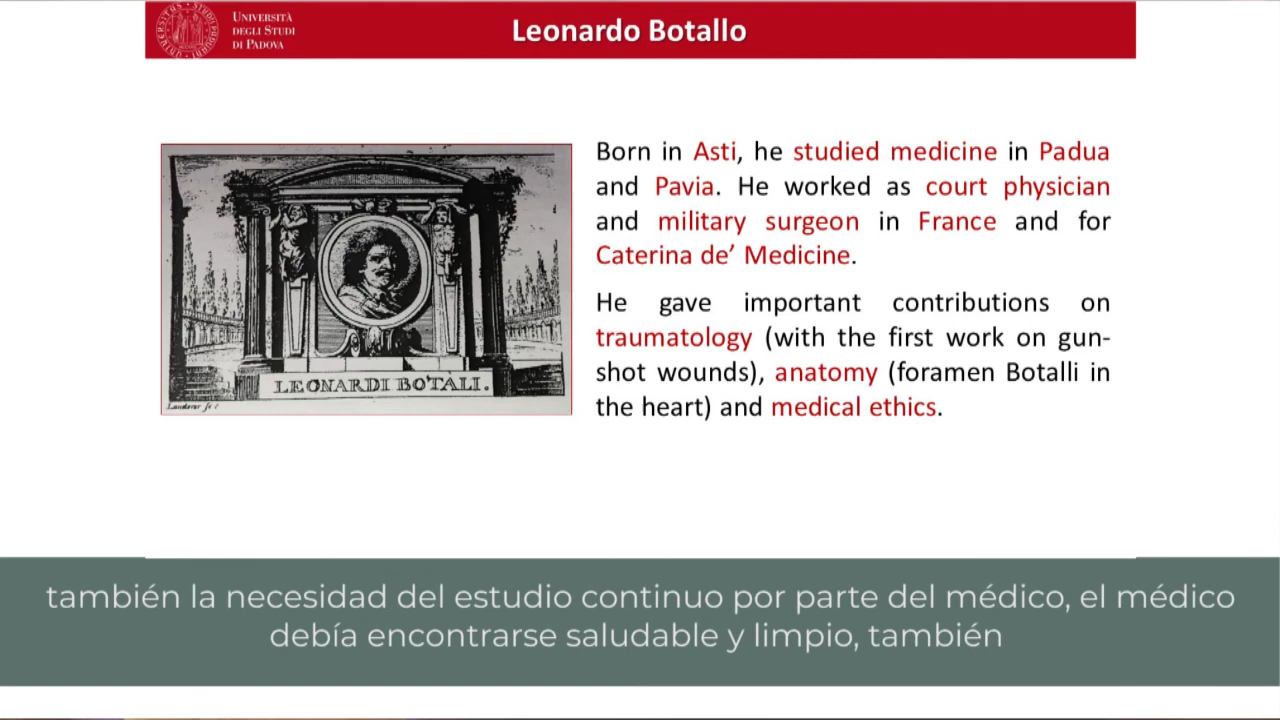 UNIVERSITÀ
DEGLI STUDI
DI PADOVA
Leonardo Botallo
Born in Asti, he studied medicine in Padua
and Pavia. He worked as court physician
and military surgeon in France and for
Caterina de’ Medicine.
He gave important contributions on
traumatology (with the first work on gun-
shot wounds), anatomy (foramen Botalli in
the heart) and medical ethics.
LEONARDI BOTALI.
también la necesidad del estudio continuo por parte del médico, el médico
debía encontrarse saludable y limpio, también